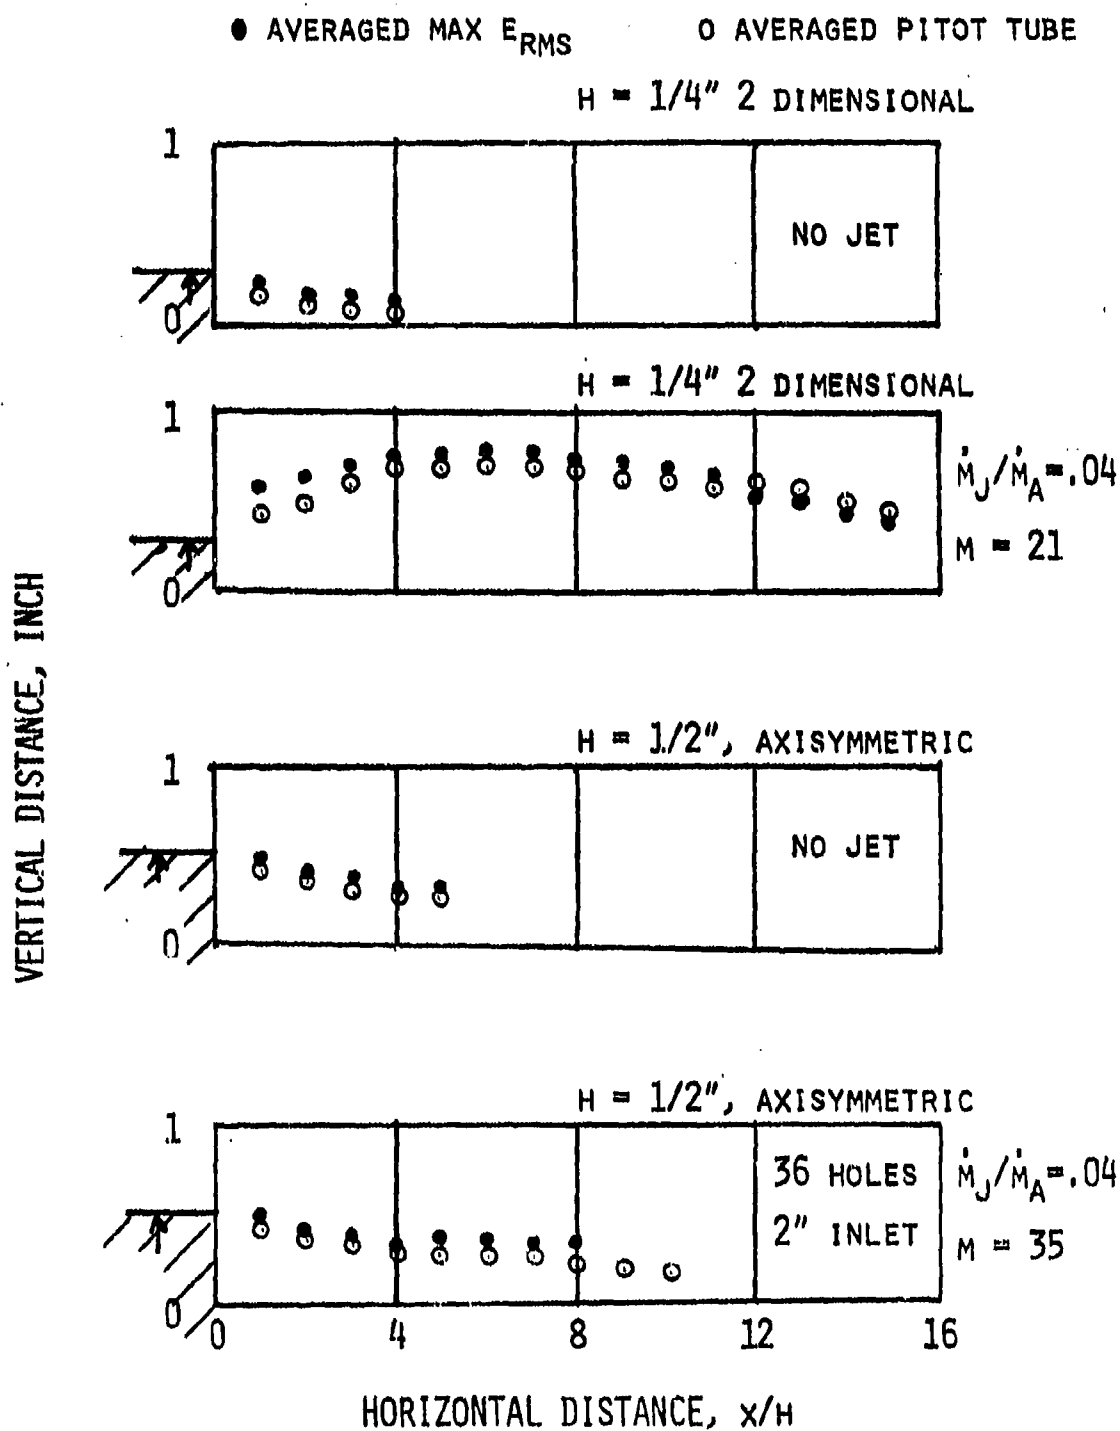 ● AVERAGED MAX E_RMS    O AVERAGED PITOT TUBE
H = 1/4" 2 DIMENSIONAL
1
NO JET
0
H = 1/4" 2 DIMENSIONAL
1
Ṁ_J/Ṁ_A=.04
M = 21
0
VERTICAL DISTANCE, INCH
H = 1/2", AXISYMMETRIC
1
NO JET
0
H = 1/2", AXISYMMETRIC
1
36 HOLES
Ṁ_J/Ṁ_A=.04
2" INLET
M = 35
0
0 4 8 12 16
HORIZONTAL DISTANCE, X/H